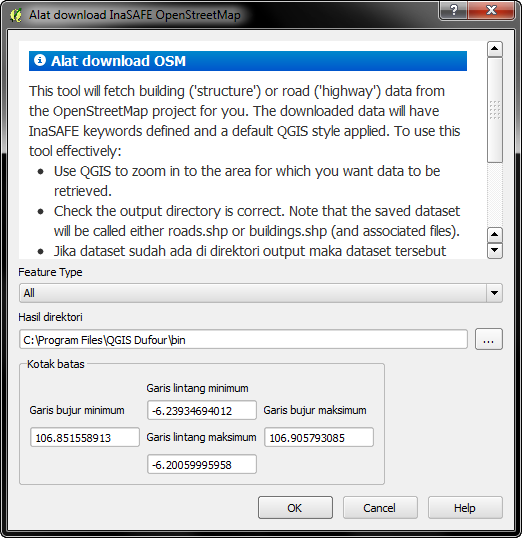 Alat download InaSAFE OpenStreetMap
Alat download OSM
This tool will fetch building ('structure') or road ('highway') data from
the OpenStreetMap project for you. The downloaded data will have
InaSAFE keywords defined and a default QGIS style applied. To use this
tool effectively:
• Use QGIS to zoom in to the area for which you want data to be
retrieved.
• Check the output directory is correct. Note that the saved dataset
will be called either roads.shp or buildings.shp (and associated files).
• Jika dataset sudah ada di direktori output maka dataset tersebut
Feature Type
All
Hasil direktori
C:\Program Files\QGIS Dufour\bin
...
Kotak batas
Garis lintang minimum
-6.23934694012
Garis bujur minimum
106.851558913
Garis bujur maksimum
106.905793085
Garis lintang maksimum
-6.20059995958
OK
Cancel
Help